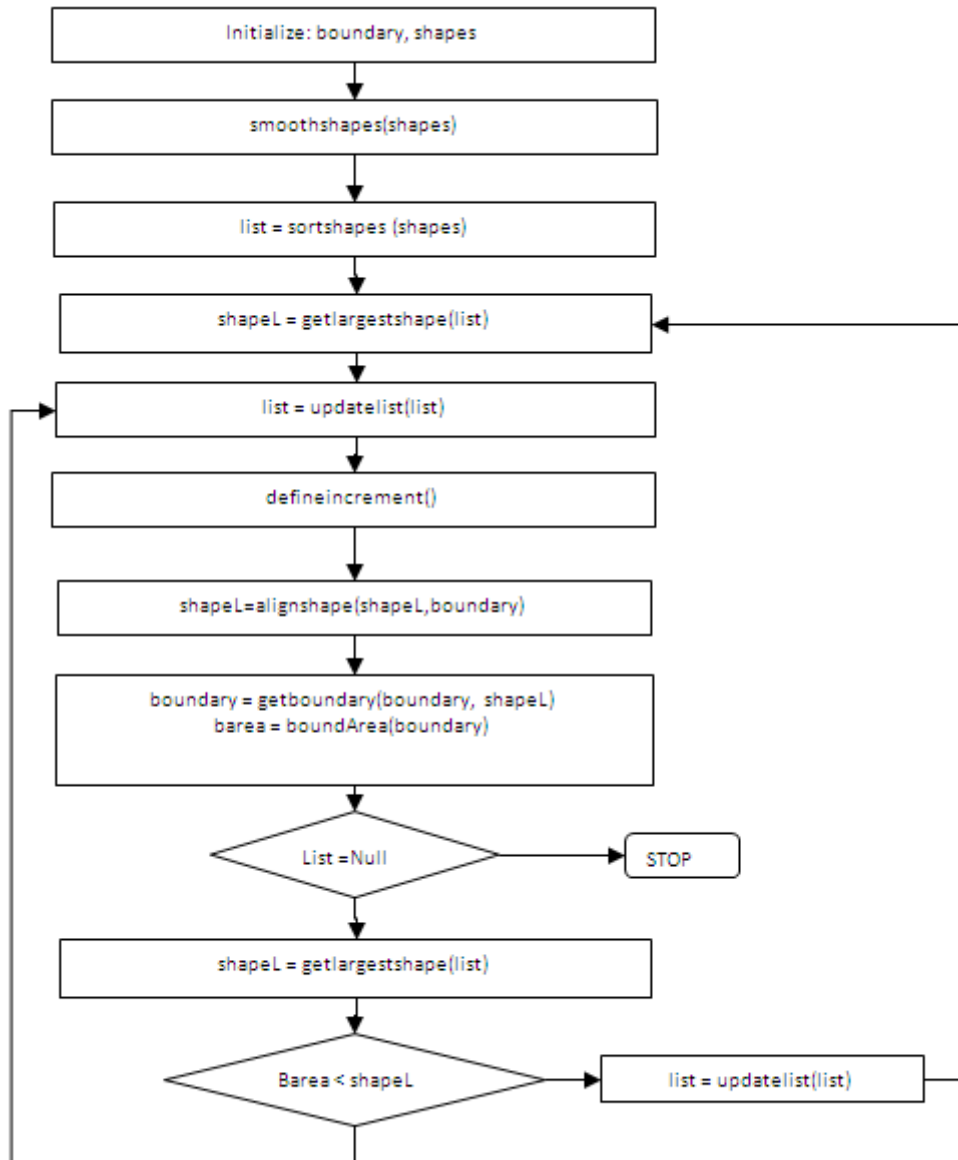 Initialize: boundary, shapes
smoothshapes(shapes)
list = sortshapes (shapes)
shapeL = getlargestshape(list)
list = updatelist(list)
defineincrement()
shapeL=alignshape(shapeL,boundary)
boundary = getboundary(boundary, shapeL)
barea = boundArea(boundary)
List =Null
STOP
shapeL = getlargestshape(list)
Barea < shapeL
list = updatelist(list)